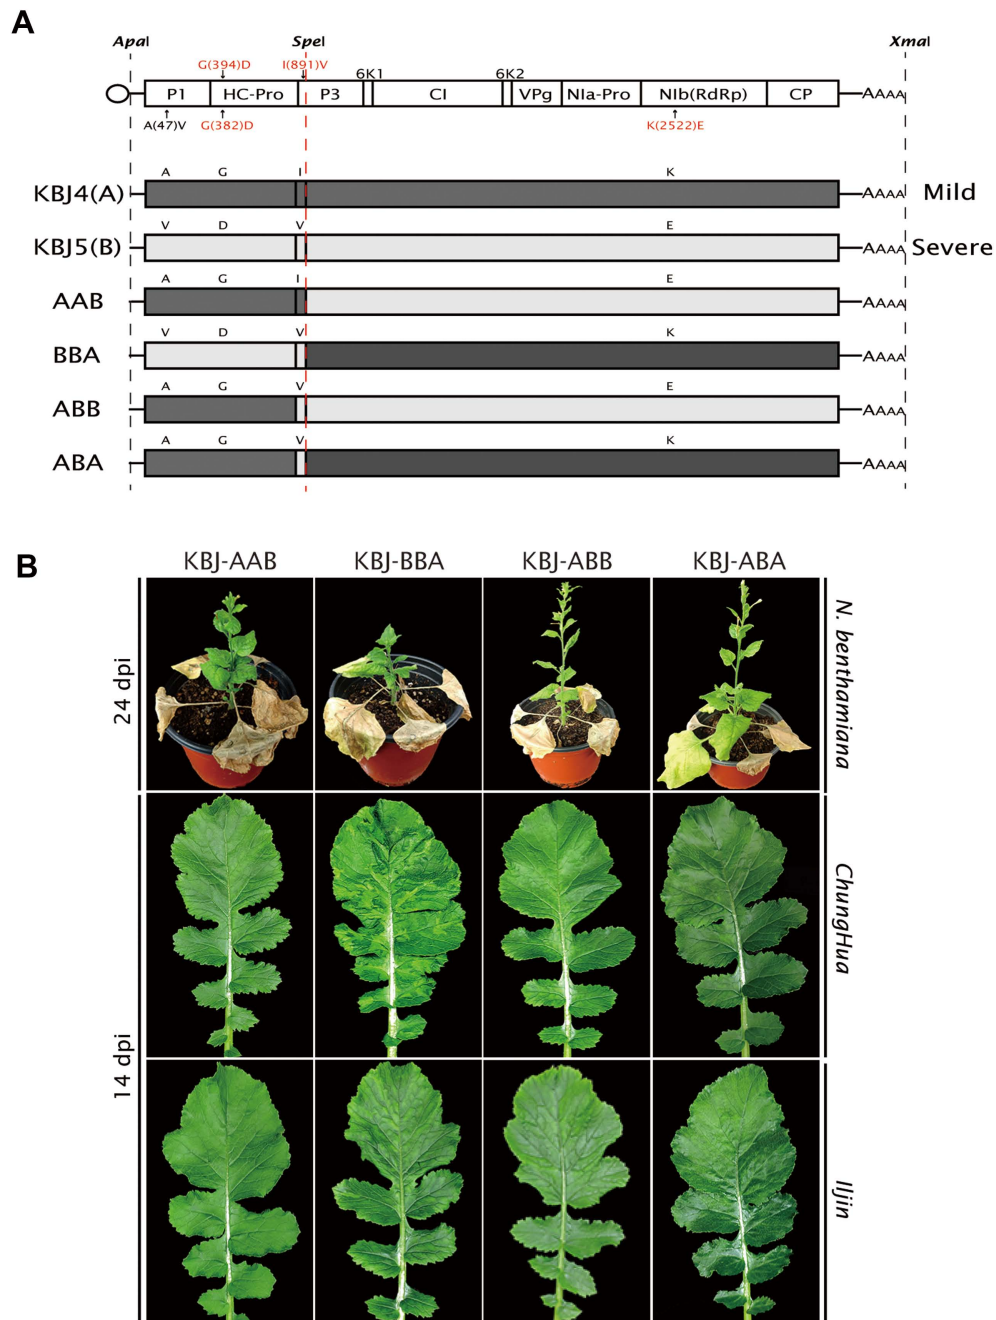 A
ApaI SpeI XmaI
G(394)D I(891)V
6K1 6K2
P1 HC-Pro P3 CI VPg NIa-Pro NIb(RdRp) CP AAAA
A(47)V G(382)D K(2522)E
A G I K
KBJ4(A) AAAA Mild
V D V E
KBJ5(B) AAAA Severe
A G I E
AAB AAAA
V D V K
BBA AAAA
A G V E
ABB AAAA
A G V K
ABA AAAA
B
KBJ-AAB KBJ-BBA KBJ-ABB KBJ-ABA
24 dpi
N. benthamiana
14 dpi
ChungHua
Iljin